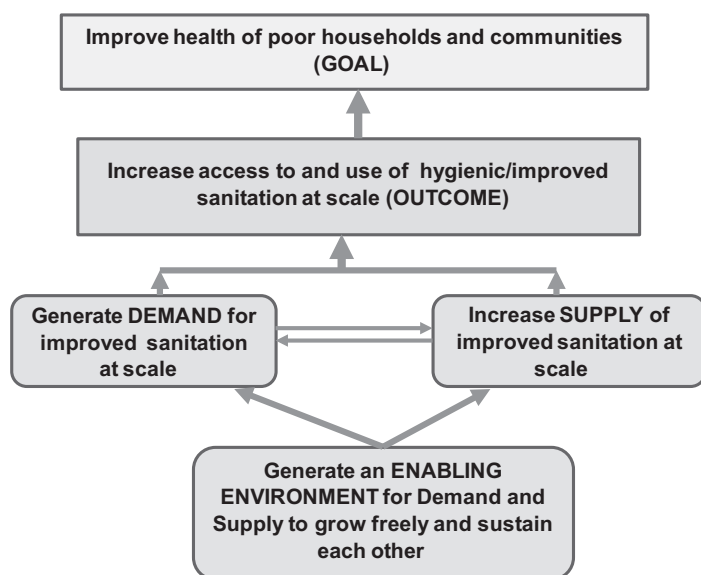 Improve health of poor households and communities
(GOAL)
Increase access to and use of hygienic/improved
sanitation at scale (OUTCOME)
Generate DEMAND for
improved sanitation
at scale
Increase SUPPLY of
improved sanitation at
scale
Generate an ENABLING
ENVIRONMENT for Demand and
Supply to grow freely and sustain
each other